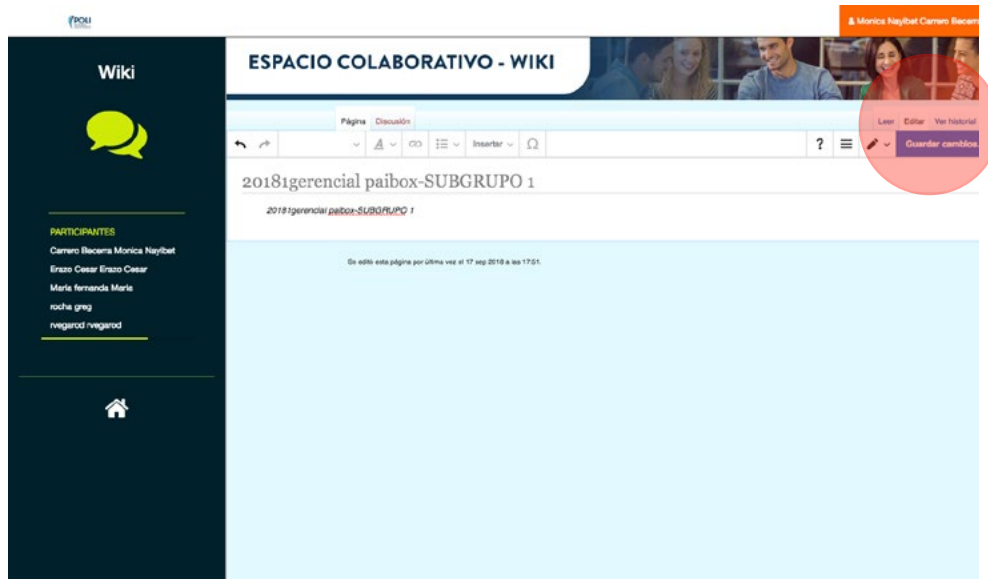 POLI
Monica Nayibet Carrero Becerra
Wiki
ESPACIO COLABORATIVO - WIKI
Página Discusión
Leer Editar Ver historial
A Insertar Ω
? Guardar cambios.
20181gerencial paibox-SUBGRUPO 1
20181gerencial paibox-SUBGRUPO 1
PARTICIPANTES
Carrero Becerra Monica Nayibet
Erazo Cesar Erazo Cesar
Maria fernanda Maria
rocha greg
rvegarod rvegarod
Se editó esta página por última vez el 17 sep 2018 a las 17:51.